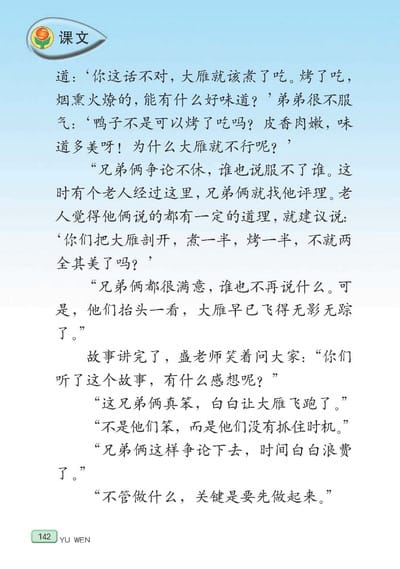 课文
道：‘你这话不对，大雁就该煮了吃。烤了吃，
烟熏火燎的，能有什么好味道？’弟弟很不服
气：‘鸭子不是可以烤了吃吗？皮香肉嫩，味
道多美呀！为什么大雁就不行呢？’
“兄弟俩争论不休，谁也说服不了谁。这
时有个老人经过这里，兄弟俩就找他评理。老
人觉得他俩说的都有一定的道理，就建议说：
‘你们把大雁剖开，煮一半，烤一半，不就两
全其美了吗？’
“兄弟俩都很满意，谁也不再说什么。可
是，他们抬头一看，大雁早已飞得无影无踪
了。”
故事讲完了，盛老师笑着问大家：“你们
听了这个故事，有什么感想呢？”
“这兄弟俩真笨，白白让大雁飞跑了。”
“不是他们笨，而是他们没有抓住时机。”
“兄弟俩这样争论下去，时间白白浪费
了。”
“不管做什么，关键是要先做起来。”
142
YU WEN